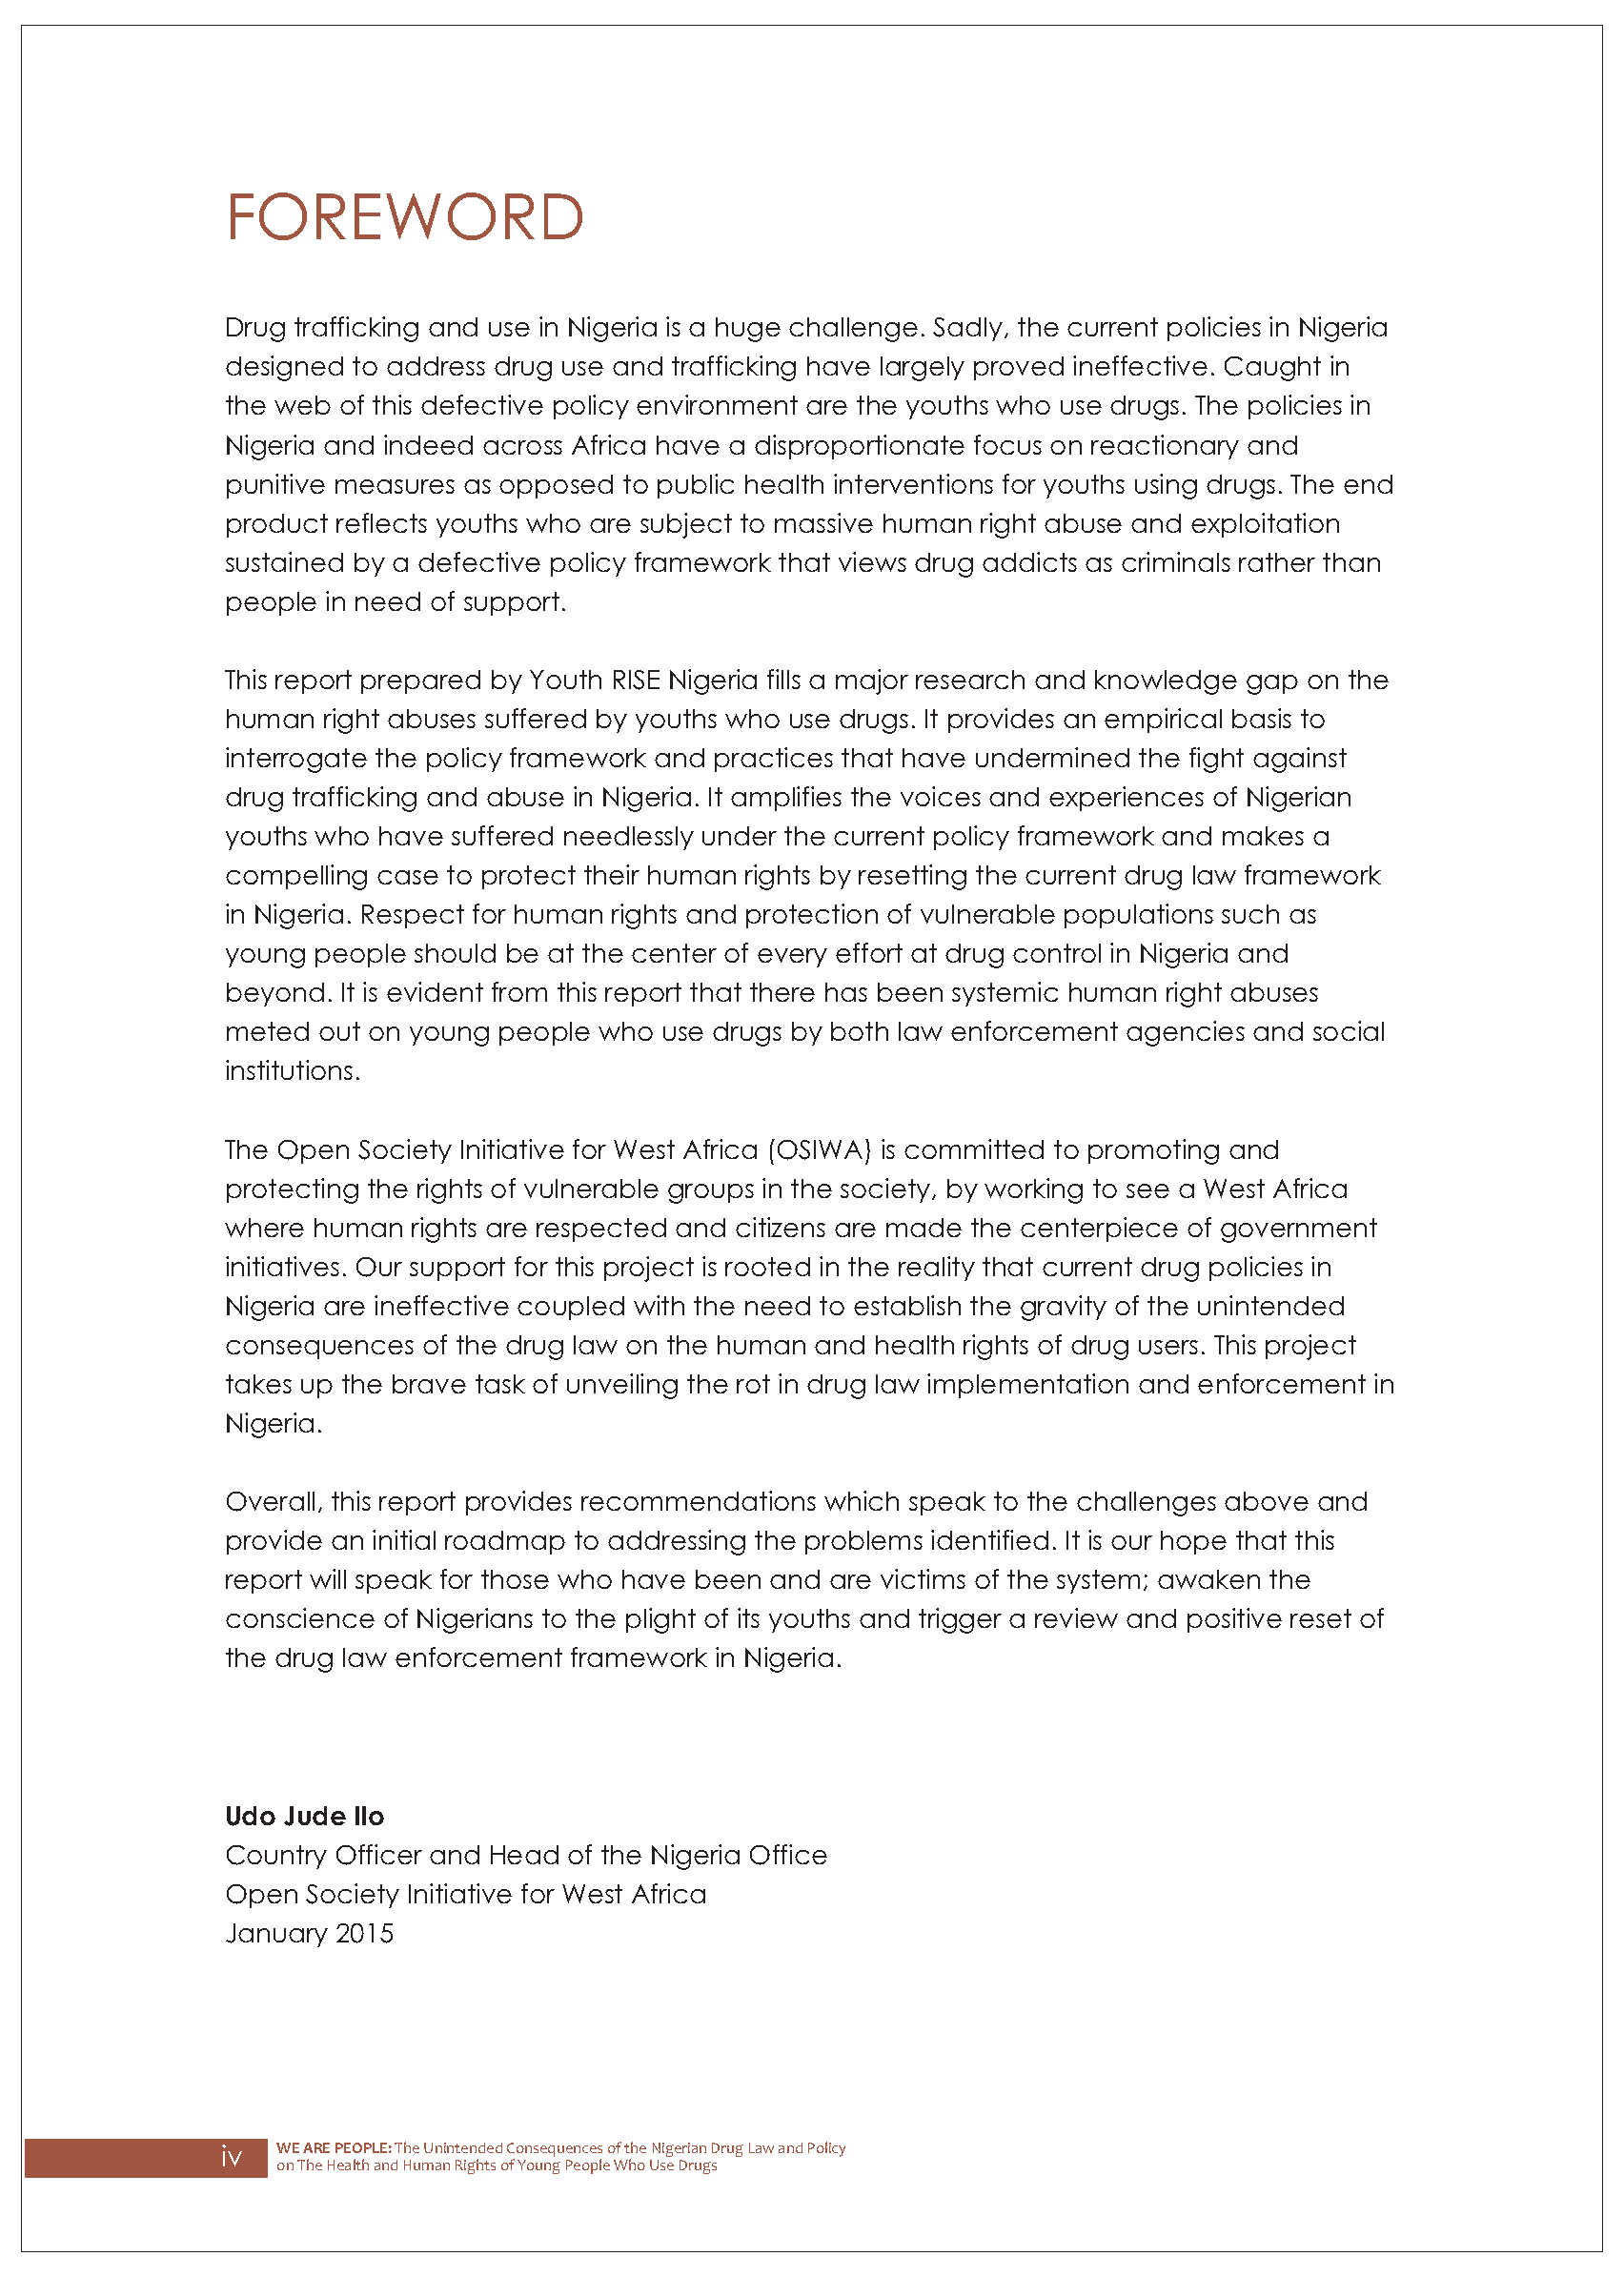 FOREWORD
Drug trafficking and use in Nigeria is a huge challenge. Sadly, the current policies in Nigeria
designed to address drug use and trafficking have largely proved ineffective. Caught in
the web of this defective policy environment are the youths who use drugs. The policies in
Nigeria and indeed across Africa have a disproportionate focus on reactionary and
punitive measures as opposed to public health interventions for youths using drugs. The end
product reflects youths who are subject to massive human right abuse and exploitation
sustained by a defective policy framework that views drug addicts as criminals rather than
people in need of support.
This report prepared by Youth RISE Nigeria fills a major research and knowledge gap on the
human right abuses suffered by youths who use drugs. It provides an empirical basis to
interrogate the policy framework and practices that have undermined the fight against
drug trafficking and abuse in Nigeria. It amplifies the voices and experiences of Nigerian
youths who have suffered needlessly under the current policy framework and makes a
compelling case to protect their human rights by resetting the current drug law framework
in Nigeria. Respect for human rights and protection of vulnerable populations such as
young people should be at the center of every effort at drug control in Nigeria and
beyond. It is evident from this report that there has been systemic human right abuses
meted out on young people who use drugs by both law enforcement agencies and social
institutions.
The Open Society Initiative for West Africa (OSIWA) is committed to promoting and
protecting the rights of vulnerable groups in the society, by working to see a West Africa
where human rights are respected and citizens are made the centerpiece of government
initiatives. Our support for this project is rooted in the reality that current drug policies in
Nigeria are ineffective coupled with the need to establish the gravity of the unintended
consequences of the drug law on the human and health rights of drug users. This project
takes up the brave task of unveiling the rot in drug law implementation and enforcement in
Nigeria.
Overall, this report provides recommendations which speak to the challenges above and
provide an initial roadmap to addressing the problems identified. It is our hope that this
report will speak for those who have been and are victims of the system; awaken the
conscience of Nigerians to the plight of its youths and trigger a review and positive reset of
the drug law enforcement framework in Nigeria.
Udo Jude Ilo
Country Officer and Head of the Nigeria Office
Open Society Initiative for West Africa
January 2015
iv
WE ARE PEOPLE: The Unintended Consequences of the Nigerian Drug Law and Policy
on The Health and Human Rights of Young People Who Use Drugs